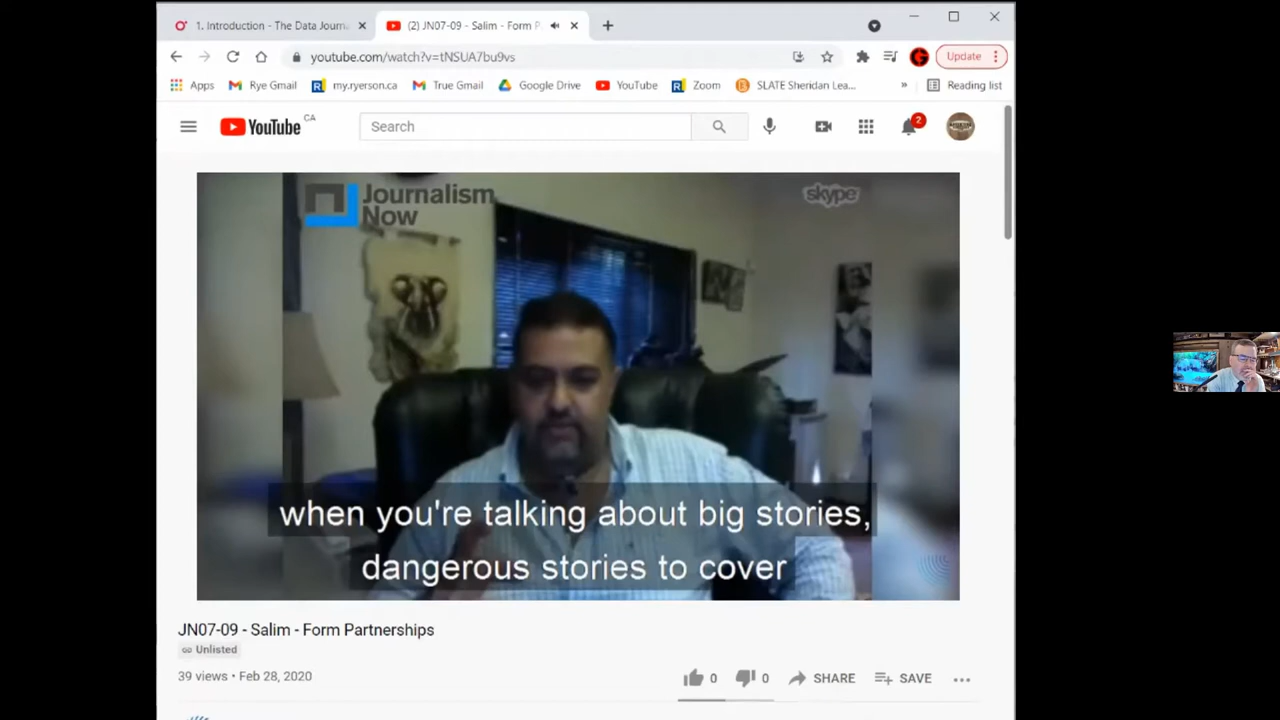 1. Introduction - The Data Journ
(2) JN07-09 - Salim - Form P
youtube.com/watch?v=tNSUA7bu9vs
Update
Apps
Rye Gmail
my.ryerson.ca
True Gmail
Google Drive
YouTube
Zoom
SLATE Sheridan Lea...
»
Reading list
YouTube CA
Search
2
Journalism
Now
skype
when you're talking about big stories,
dangerous stories to cover
JN07-09 - Salim - Form Partnerships
Unlisted
39 views • Feb 28, 2020
0
0
SHARE
SAVE